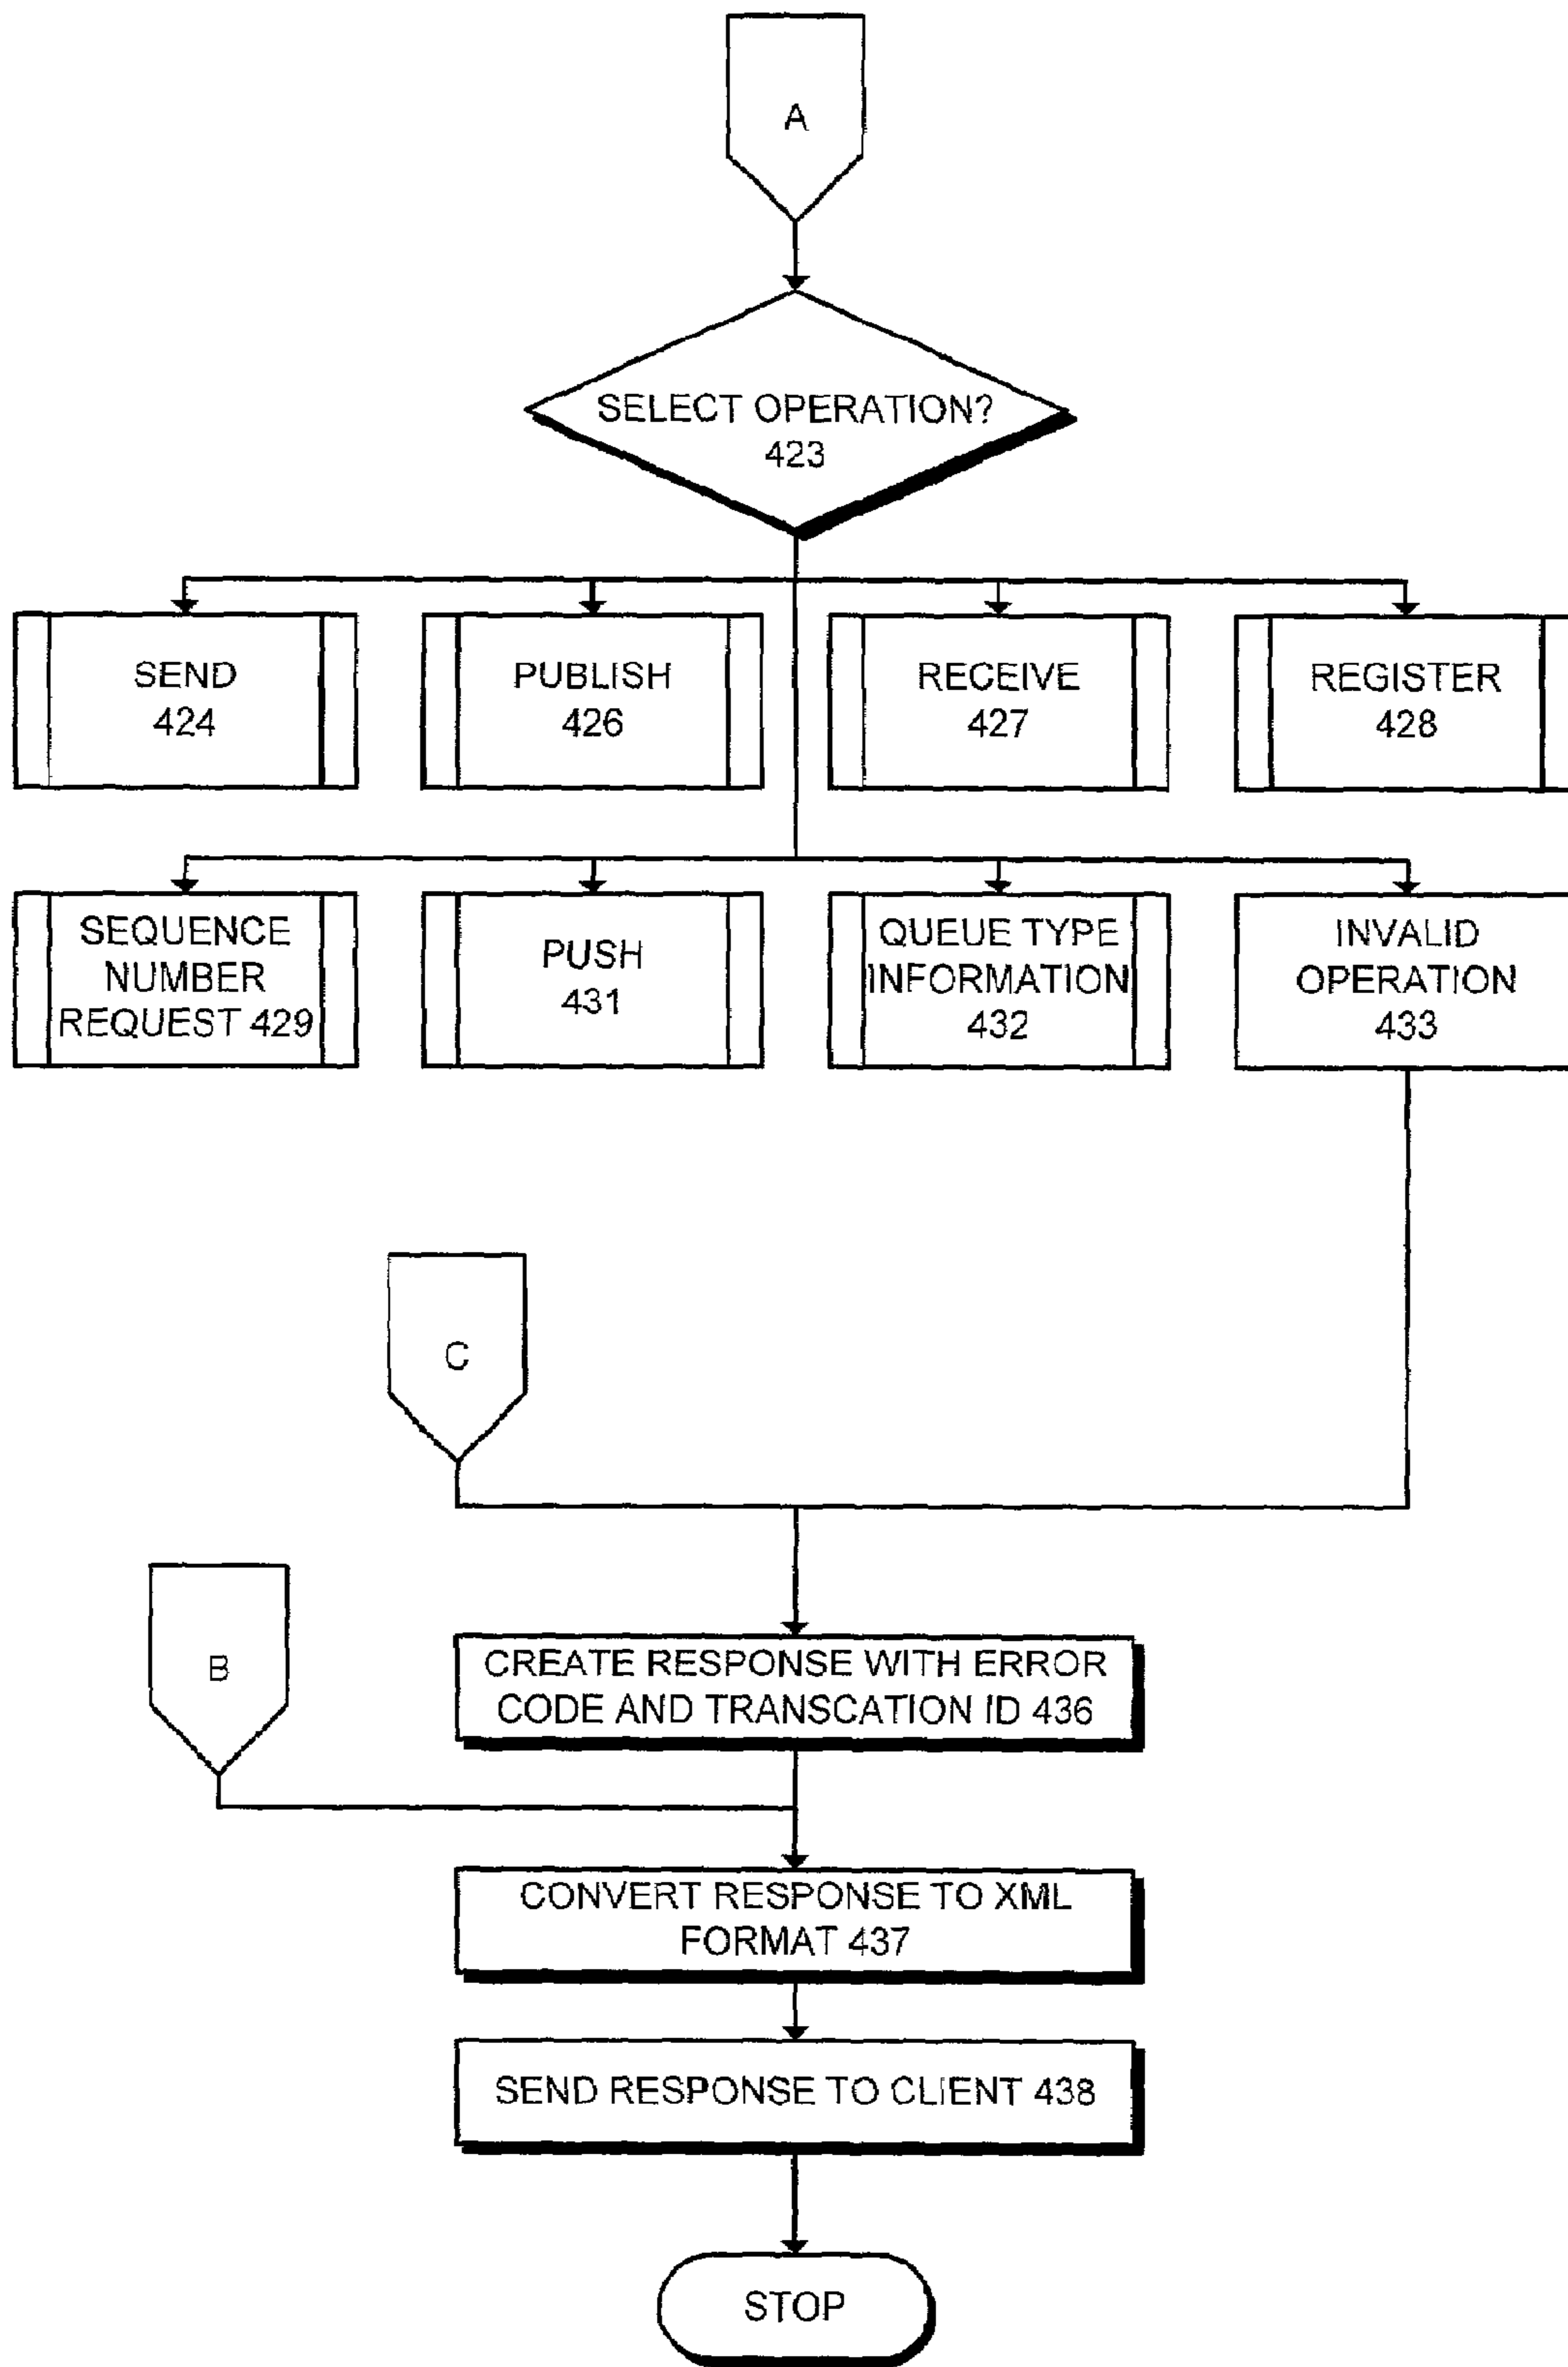 A
SELECT OPERATION?
423
SEND
424
PUBLISH
426
RECEIVE
427
REGISTER
428
SEQUENCE
NUMBER
REQUEST 429
PUSH
431
QUEUE TYPE
INFORMATION
432
INVALID
OPERATION
433
C
B
CREATE RESPONSE WITH ERROR
CODE AND TRANSCATION ID 436
CONVERT RESPONSE TO XML
FORMAT 437
SEND RESPONSE TO CLIENT 438
STOP